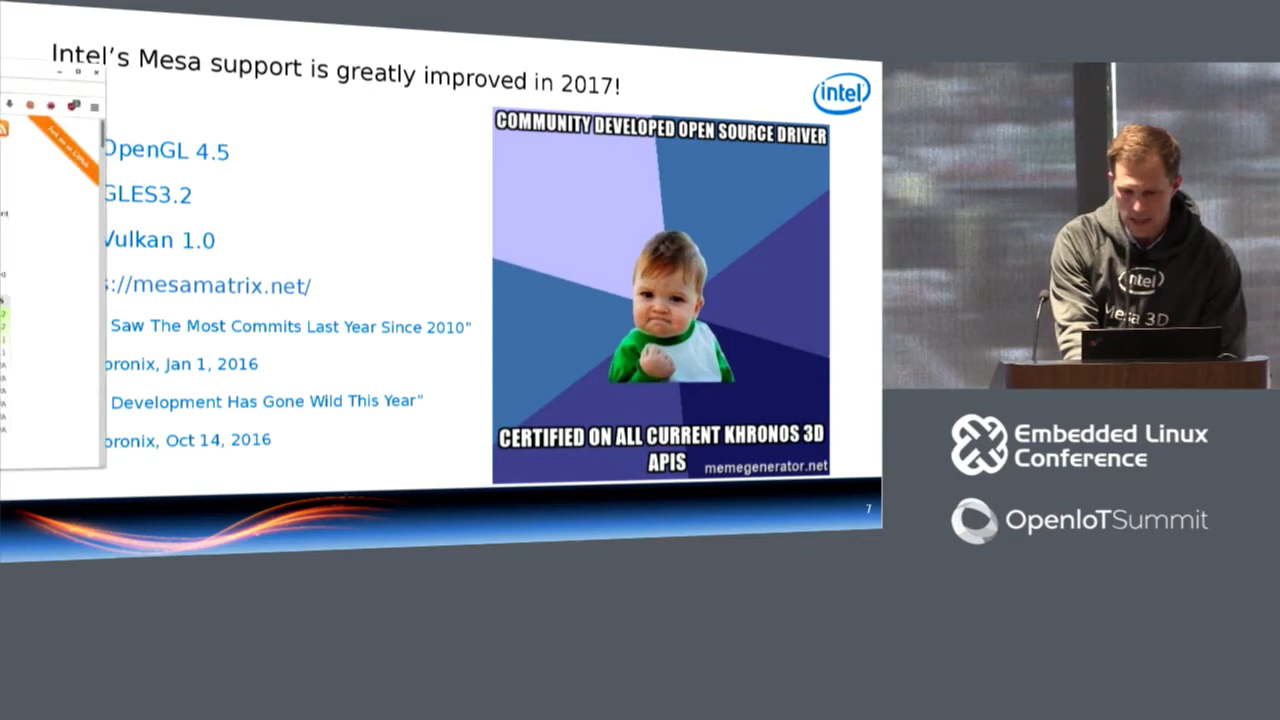 Intel's Mesa support is greatly improved in 2017!
intel
OpenGL 4.5
GLES3.2
Vulkan 1.0
://mesamatrix.net/
Saw The Most Commits Last Year Since 2010"
oronix, Jan 1, 2016
Development Has Gone Wild This Year"
oronix, Oct 14, 2016
COMMUNITY DEVELOPED OPEN SOURCE DRIVER
CERTIFIED ON ALL CURRENT KHRONOS 3D
APIS
memegenerator.net
7
intel
Mesa 3D
Embedded Linux
Conference
OpenIoTSummit